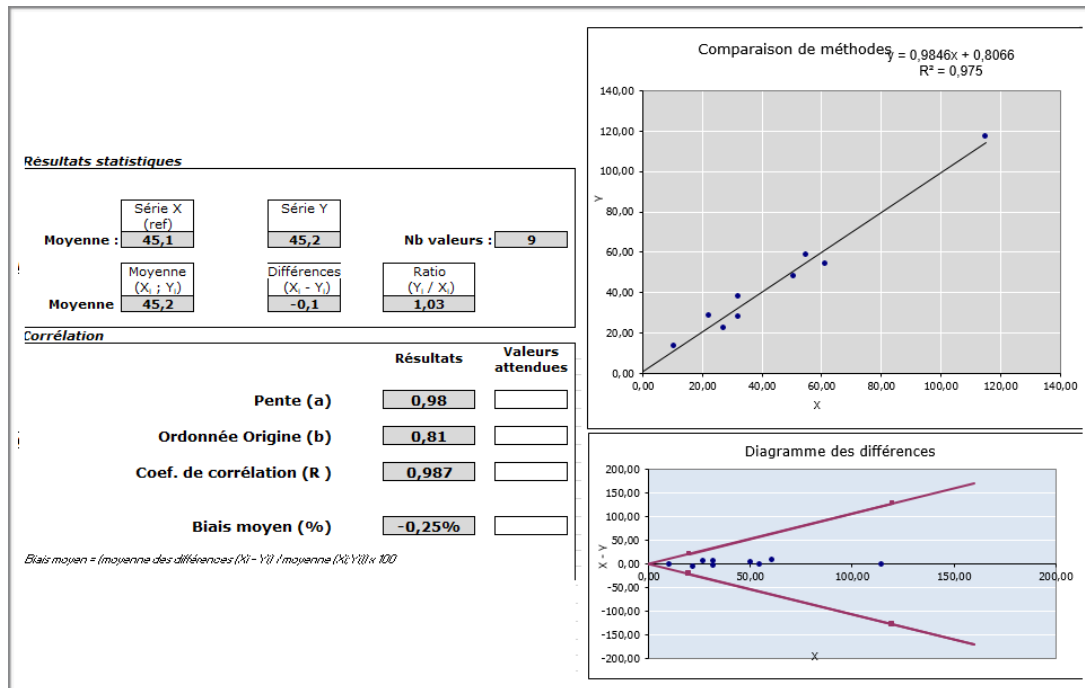 Résultats statistiques
Série X
(ref)
Série Y
Moyenne : 45,1 45,2 Nb valeurs : 9
Moyenne
(Xᵢ ; Yᵢ)
Différences
(Xᵢ - Yᵢ)
Ratio
(Yᵢ / Xᵢ)
Moyenne 45,2 -0,1 1,03
Corrélation
Résultats
Valeurs
attendues
Pente (a) 0,98
Ordonnée Origine (b) 0,81
Coef. de corrélation (R ) 0,987
Biais moyen (%) -0,25%
Biais moyen = (moyenne des différences (Xi - Yi) / moyenne (Xi;Yi)) x 100
Comparaison de méthodes
y = 0,9846x + 0,8066
R² = 0,975
140,00
120,00
100,00
80,00
60,00
40,00
20,00
0,00
Y
0,00 20,00 40,00 60,00 80,00 100,00 120,00 140,00
X
Diagramme des différences
200,00
150,00
100,00
50,00
0,00
-50,00
-100,00
-150,00
-200,00
X - Y
0,00 50,00 100,00 150,00 200,00
X